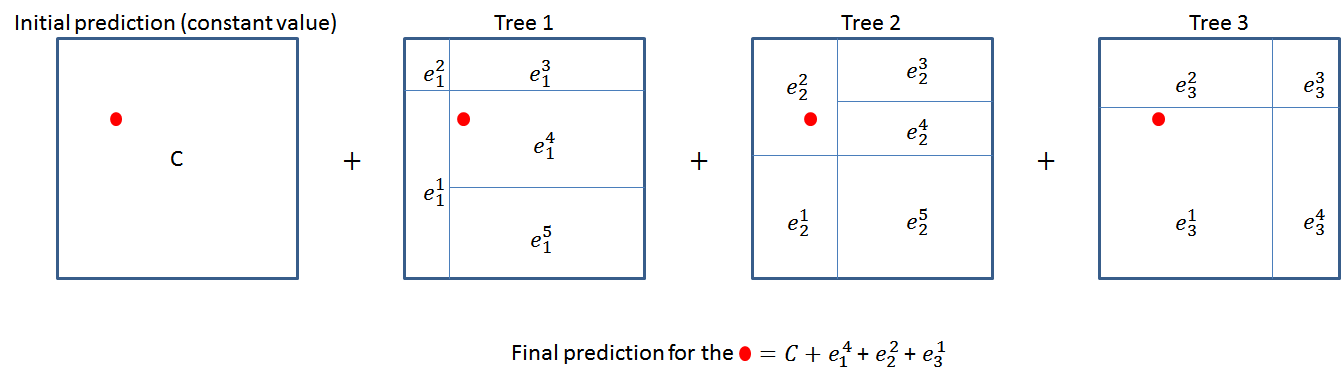 Initial prediction (constant value) Tree 1 Tree 2 Tree 3
$e_1^2$ $e_1^3$ $e_2^2$ $e_2^3$ $e_3^2$ $e_3^3$
C + $e_1^4$ + $e_2^4$ +
$e_1^1$ $e_1^5$ $e_2^1$ $e_2^5$ $e_3^1$ $e_3^4$
Final prediction for the = $C + e_1^4 + e_2^2 + e_3^1$